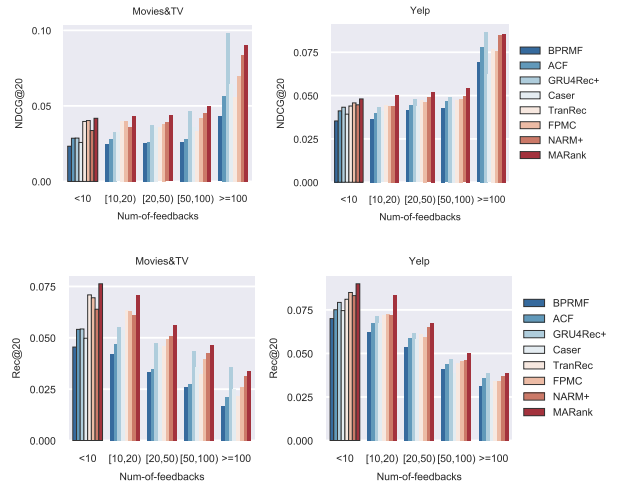 Movies&TV
Yelp
NDCG@20
0.10
0.05
0.00
<10 [10,20) [20,50) [50,100) >=100
Num-of-feedbacks
NDCG@20
0.075
0.050
0.025
0.000
<10 [10,20) [20,50) [50,100) >=100
Num-of-feedbacks
BPRMF
ACF
GRU4Rec+
Caser
TranRec
FPMC
NARM+
MARank
Movies&TV
Yelp
Rec@20
0.075
0.050
0.025
0.000
<10 [10,20) [20,50) [50,100) >=100
Num-of-feedbacks
Rec@20
0.075
0.050
0.025
0.000
<10 [10,20) [20,50) [50,100) >=100
Num-of-feedbacks
BPRMF
ACF
GRU4Rec+
Caser
TranRec
FPMC
NARM+
MARank